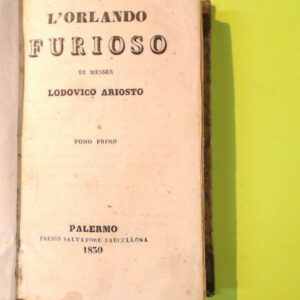 L'ORLANDO
FURIOSO
DI MESSER
LODOVICO ARIOSTO
TOMO PRIMO
PALERMO
PRESSO SALVATORE BARCELLONA
1830